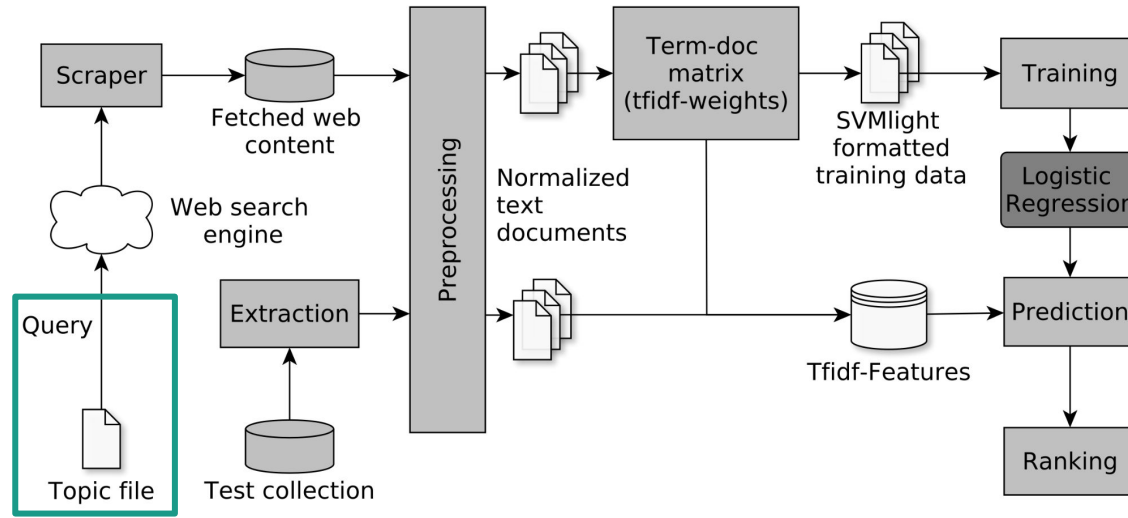 Scraper
Fetched web
content
Web search
engine
Query
Topic file
Extraction
Test collection
Preprocessing
Normalized
text
documents
Term-doc
matrix
(tfidf-weights)
SVMlight
formatted
training data
Training
Logistic
Regression
Tfidf-Features
Prediction
Ranking